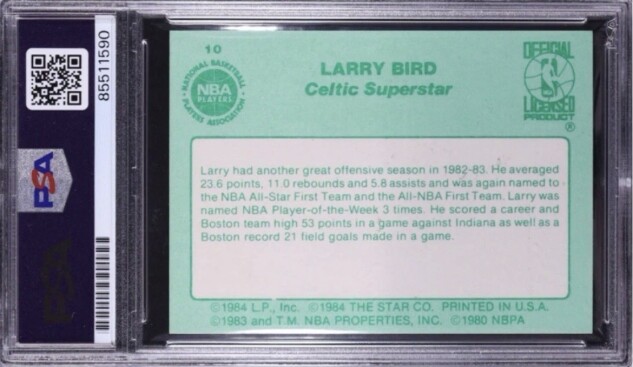 10
LARRY BIRD
Celtic Superstar
NATIONAL BASKETBALL
NBA
PLAYERS
PLAYERS ASSOCIATION
OFFICIAL
LICENSED
PRODUCT
®
Larry had another great offensive season in 1982-83. He averaged
23.6 points, 11.0 rebounds and 5.8 assists and was again named to
the NBA All-Star First Team and the All-NBA First Team. Larry was
named NBA Player-of-the-Week 3 times. He scored a career and
Boston team high 53 points in a game against Indiana as well as a
Boston record 21 field goals made in a game.
©1984 L.P., Inc. ©1984 THE STAR CO. PRINTED IN U.S.A.
©1983 and T.M. NBA PROPERTIES, INC. ©1980 NBPA
85511590
PSA
PSA